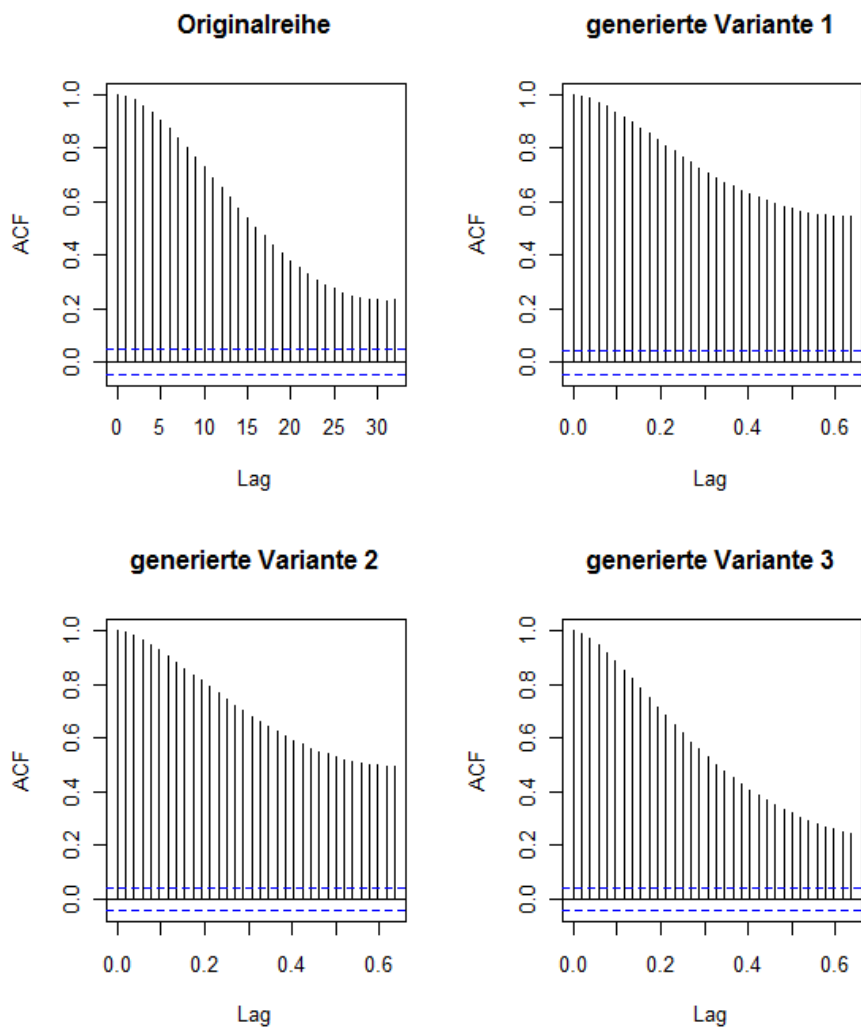 Originalreihe
ACF
0.0 0.2 0.4 0.6 0.8 1.0
0 5 10 15 20 25 30
Lag
generierte Variante 1
ACF
0.0 0.2 0.4 0.6 0.8 1.0
0.0 0.2 0.4 0.6
Lag
generierte Variante 2
ACF
0.0 0.2 0.4 0.6 0.8 1.0
0.0 0.2 0.4 0.6
Lag
generierte Variante 3
ACF
0.0 0.2 0.4 0.6 0.8 1.0
0.0 0.2 0.4 0.6
Lag